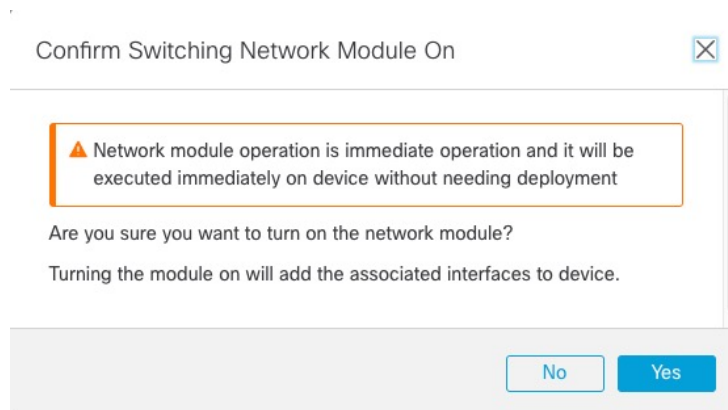 Confirm Switching Network Module On
Network module operation is immediate operation and it will be
executed immediately on device without needing deployment
Are you sure you want to turn on the network module?
Turning the module on will add the associated interfaces to device.
No
Yes